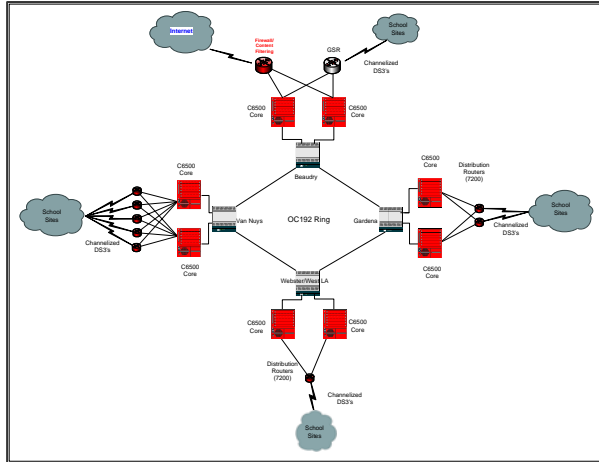 Internet
Firewall/
Content
Filtering
GSR
School
Sites
Channelized
DS3's
C6500
Core
C6500
Core
Beaudry
C6500
Core
C6500
Core
Distribution
Routers
(7200)
School
Sites
Van Nuys
OC192 Ring
Gardena
School
Sites
Channelized
DS3's
Channelized
DS3's
C6500
Core
C6500
Core
Webster/West LA
C6500
Core
C6500
Core
Distribution
Routers
(7200)
Channelized
DS3's
School
Sites